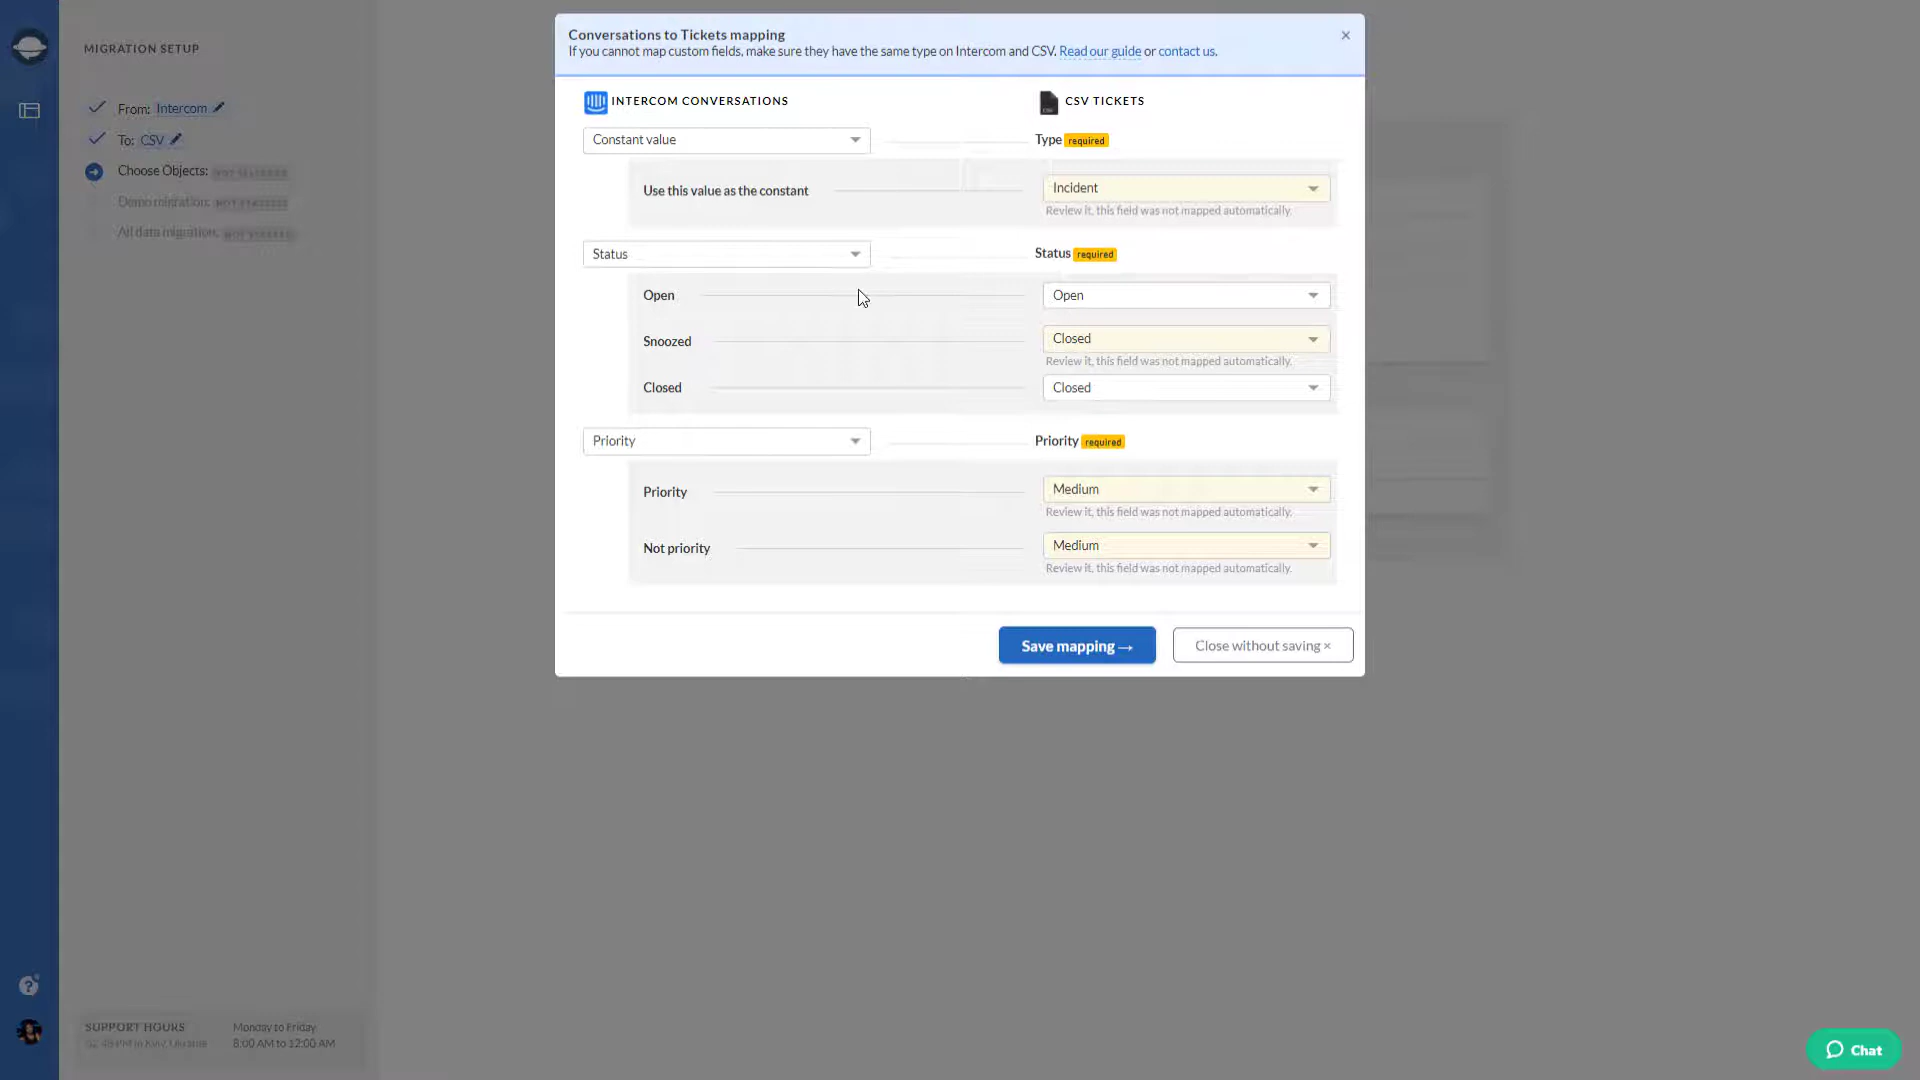 MIGRATION SETUP
From: Intercom
To: CSV
Choose Objects: NOT SELECTED
Demo migration: NOT STARTED
All data migration: NOT STARTED
SUPPORT HOURS
Monday to Friday
8:00 AM to 12:00 AM
Conversations to Tickets mapping
If you cannot map custom fields, make sure they have the same type on Intercom and CSV. Read our guide or contact us.
INTERCOM CONVERSATIONS
CSV TICKETS
Constant value
Type required
Use this value as the constant
Incident
Review it, this field was not mapped automatically.
Status
Status required
Open
Open
Snoozed
Closed
Review it, this field was not mapped automatically.
Closed
Closed
Priority
Priority required
Priority
Medium
Review it, this field was not mapped automatically.
Not priority
Medium
Review it, this field was not mapped automatically.
Save mapping →
Close without saving ×
Chat